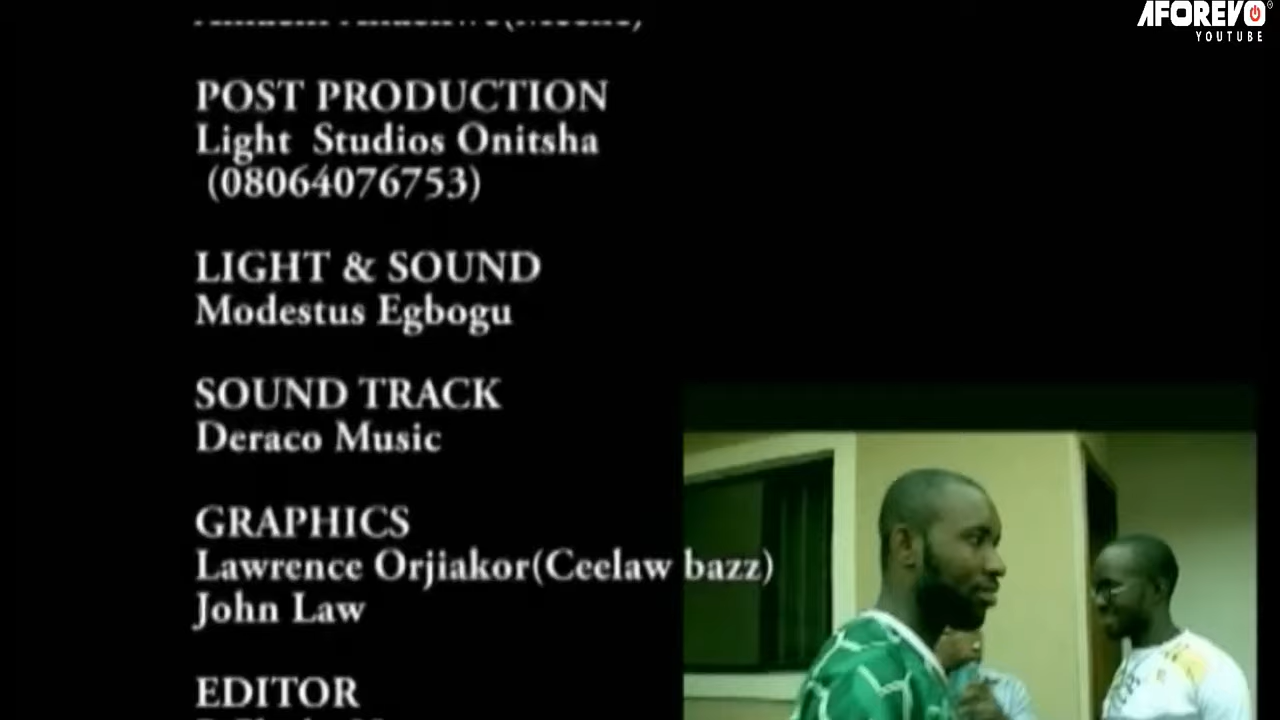 AFOREVO
YOUTUBE
POST PRODUCTION
Light Studios Onitsha
(08064076753)
LIGHT & SOUND
Modestus Egbogu
SOUND TRACK
Deraco Music
GRAPHICS
Lawrence Orjiakor(Ceelaw bazz)
John Law
EDITOR